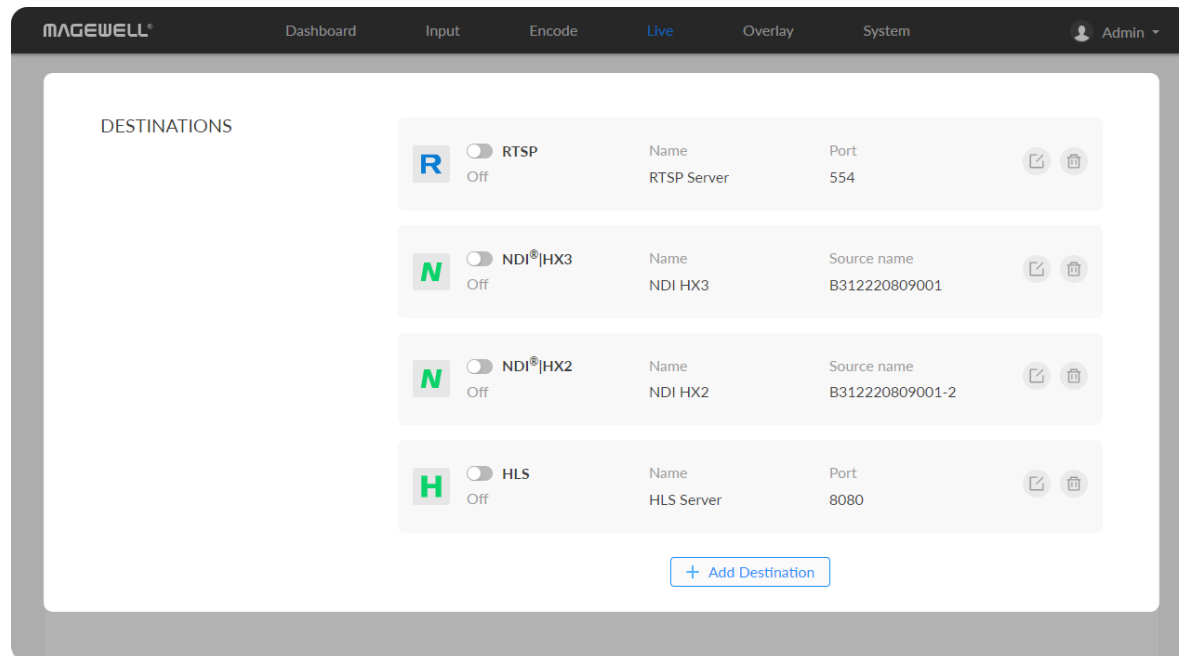 MAGEWELL® Dashboard Input Encode Live Overlay System Admin
DESTINATIONS
R RTSP Name Port
Off RTSP Server 554
N NDI®|HX3 Name Source name
Off NDI HX3 B312220809001
N NDI®|HX2 Name Source name
Off NDI HX2 B312220809001-2
H HLS Name Port
Off HLS Server 8080
+ Add Destination